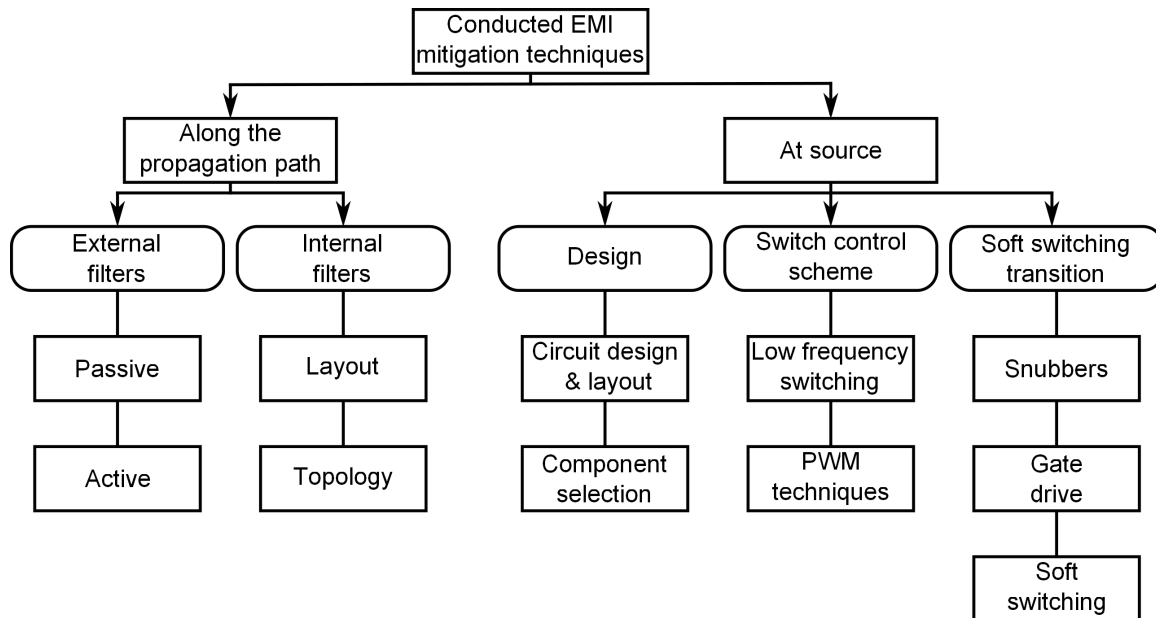 Conducted EMI
mitigation techniques
Along the
propagation path
At source
External
filters
Internal
filters
Design
Switch control
scheme
Soft switching
transition
Passive
Layout
Circuit design
& layout
Low frequency
switching
Snubbers
Active
Topology
Component
selection
PWM
techniques
Gate
drive
Soft
switching